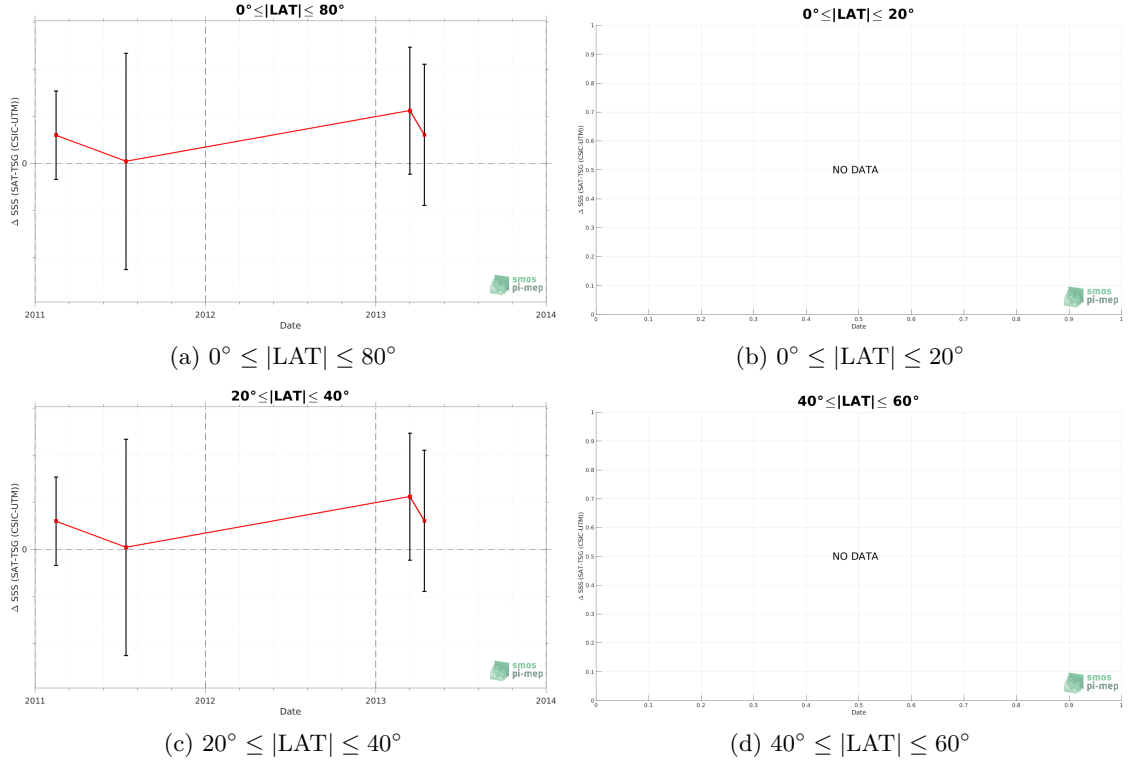 0°≤|LAT|≤ 80°
Δ SSS (SAT-TSG (CSIC-UTM))
0
2011 2012 2013 2014
Date
smos
pi-mep
(a) 0° ≤ |LAT| ≤ 80°
0°≤|LAT|≤ 20°
Δ SSS (SAT-TSG (CSIC-UTM))
1
0.9
0.8
0.7
0.6
0.5
0.4
0.3
0.2
0.1
0
NO DATA
0 0.1 0.2 0.3 0.4 0.5 0.6 0.7 0.8 0.9 1
Date
smos
pi-mep
(b) 0° ≤ |LAT| ≤ 20°
20°≤|LAT|≤ 40°
Δ SSS (SAT-TSG (CSIC-UTM))
0
2011 2012 2013 2014
Date
smos
pi-mep
(c) 20° ≤ |LAT| ≤ 40°
40°≤|LAT|≤ 60°
Δ SSS (SAT-TSG (CSIC-UTM))
1
0.9
0.8
0.7
0.6
0.5
0.4
0.3
0.2
0.1
0
NO DATA
0 0.1 0.2 0.3 0.4 0.5 0.6 0.7 0.8 0.9 1
Date
smos
pi-mep
(d) 40° ≤ |LAT| ≤ 60°